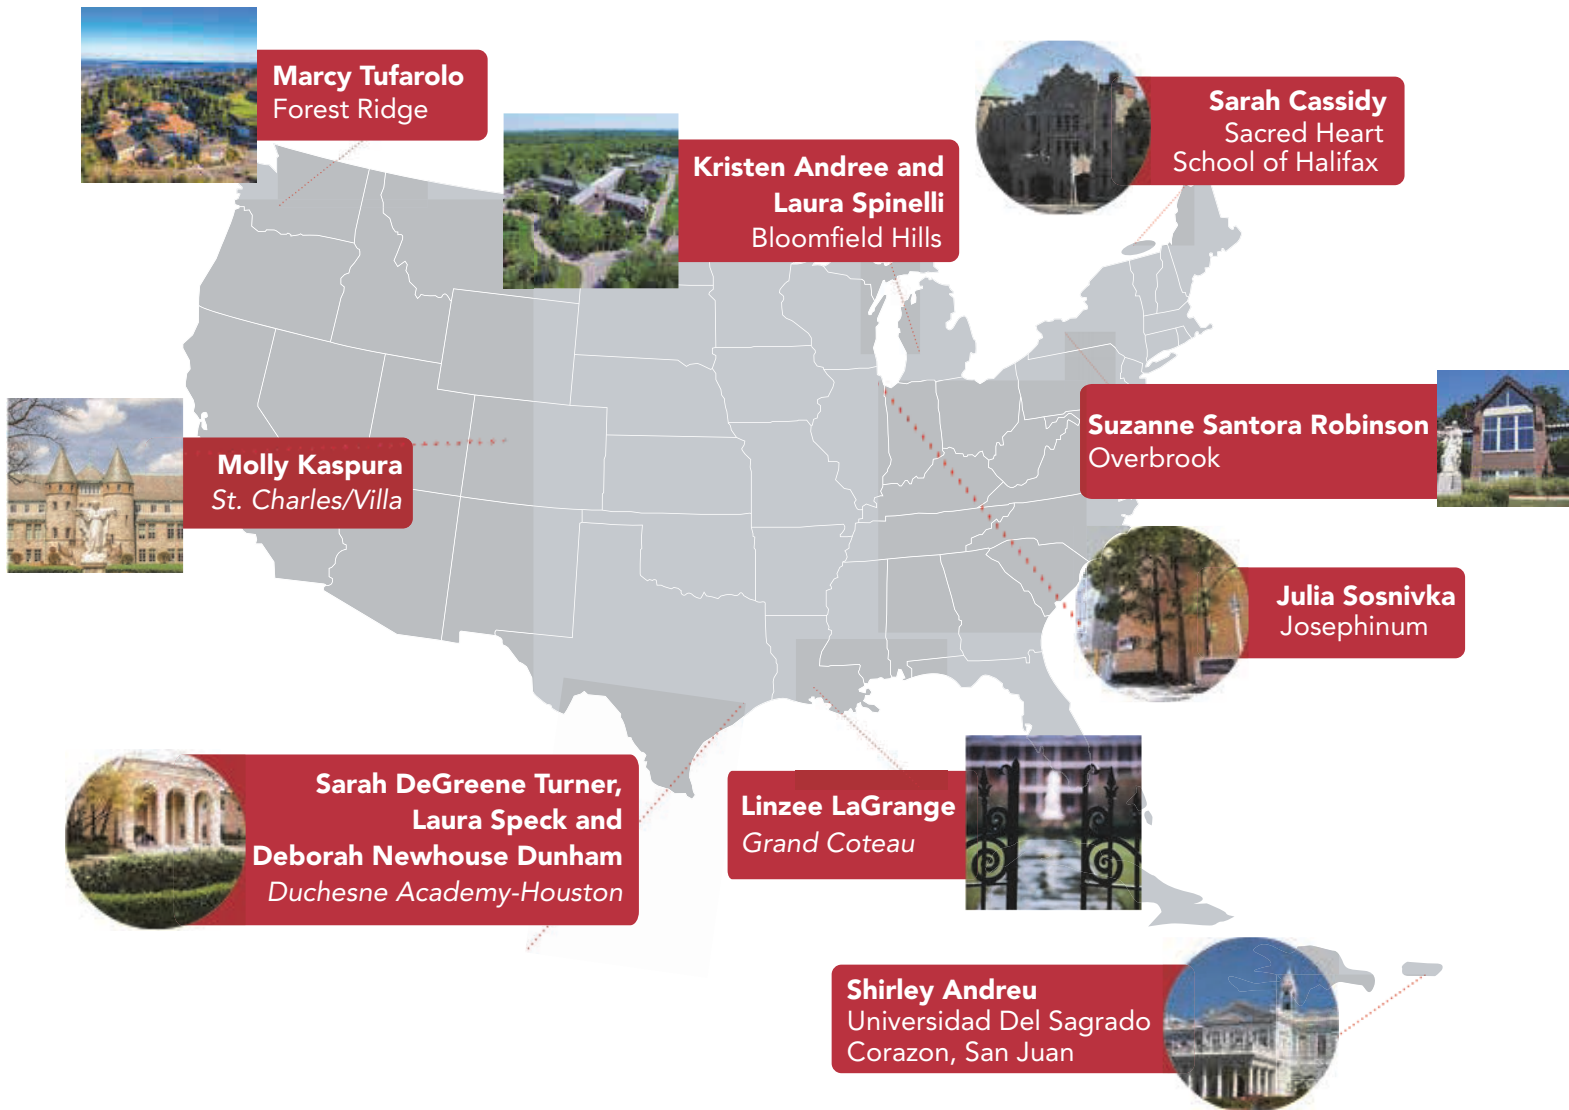 Marcy Tufarolo
Forest Ridge
Kristen Andree and
Laura Spinelli
Bloomfield Hills
Sarah Cassidy
Sacred Heart
School of Halifax
Molly Kaspura
St. Charles/Villa
Suzanne Santora Robinson
Overbrook
Julia Sosnivka
Josephinum
Sarah DeGreene Turner,
Laura Speck and
Deborah Newhouse Dunham
Duchesne Academy-Houston
Linzee LaGrange
Grand Coteau
Shirley Andreu
Universidad Del Sagrado
Corazon, San Juan